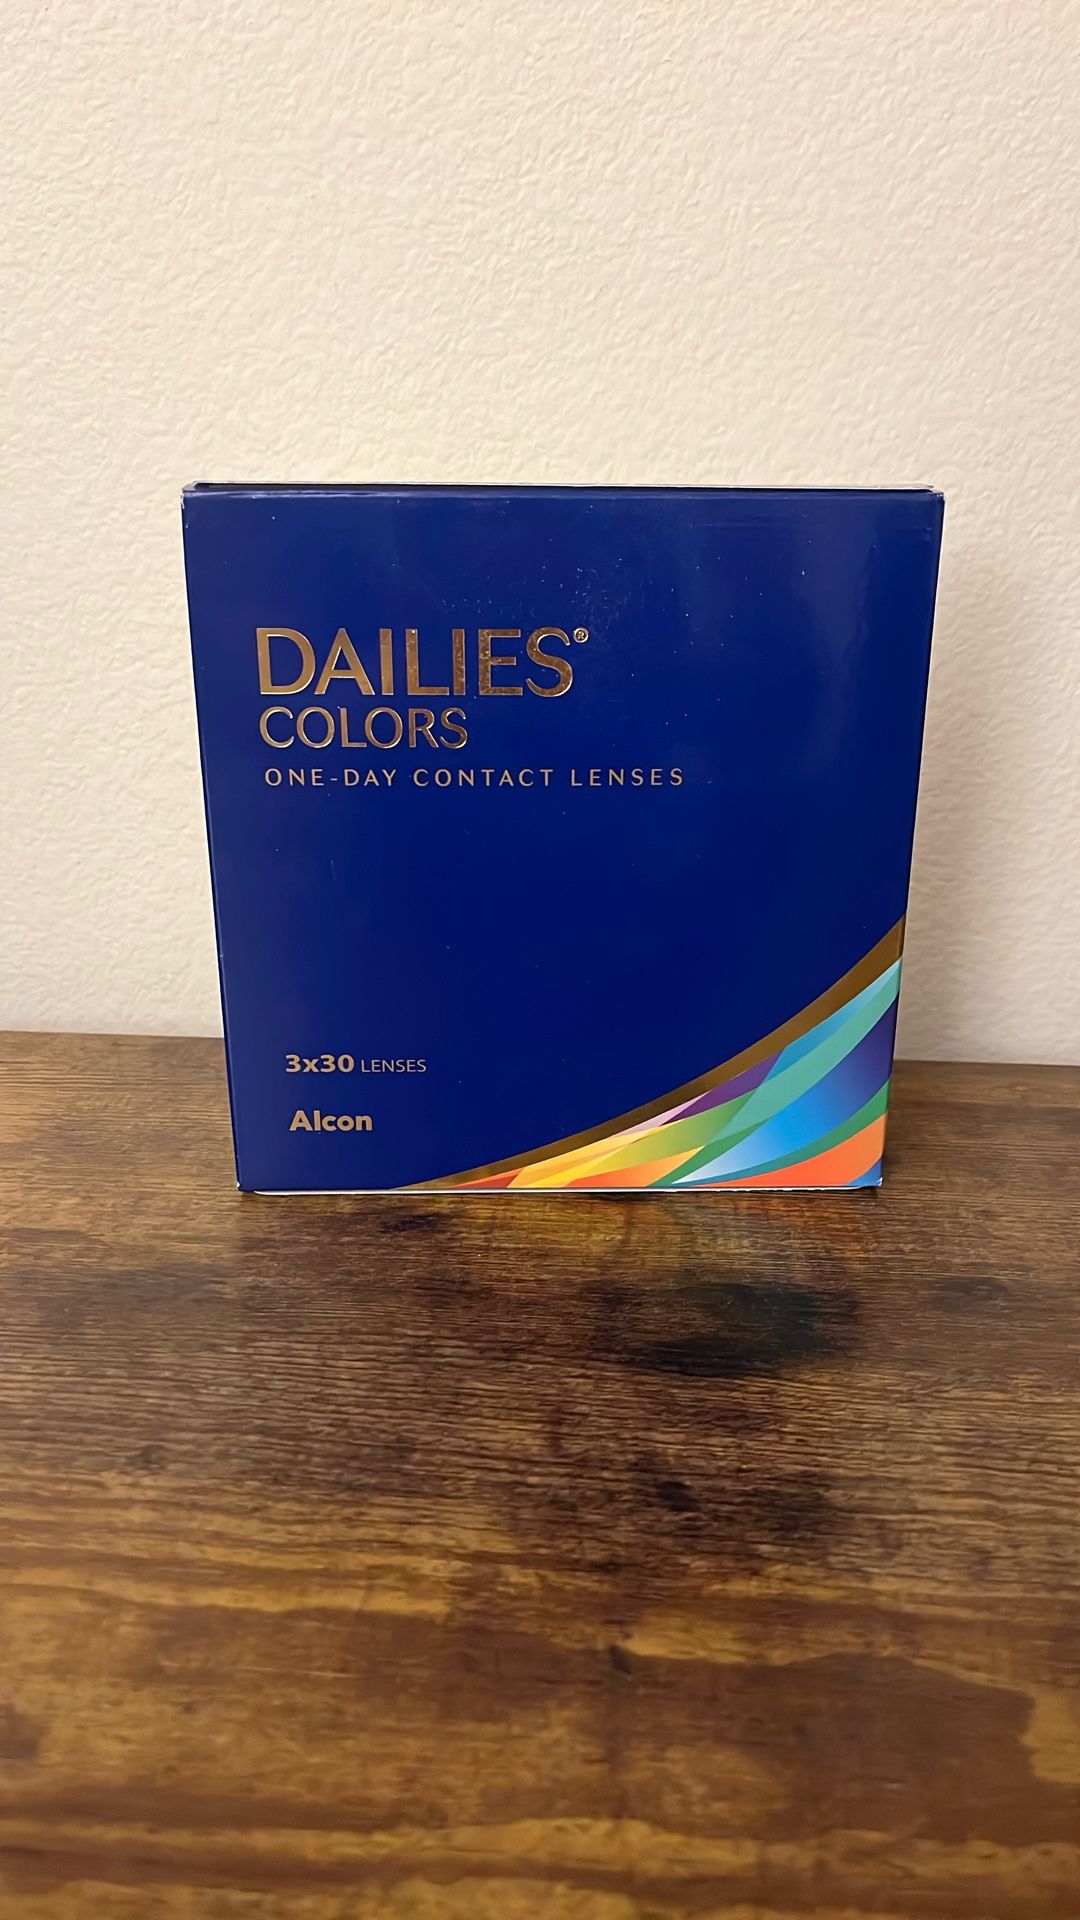 DAILIES®
COLORS
ONE-DAY CONTACT LENSES
3x30 LENSES
Alcon